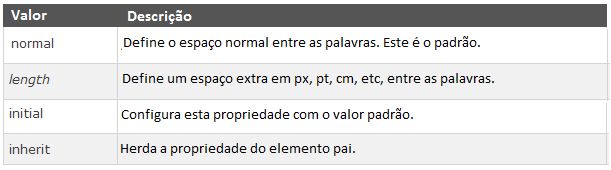 Valor Descrição
normal Define o espaço normal entre as palavras. Este é o padrão.
length Define um espaço extra em px, pt, cm, etc, entre as palavras.
initial Configura esta propriedade com o valor padrão.
inherit Herda a propriedade do elemento pai.